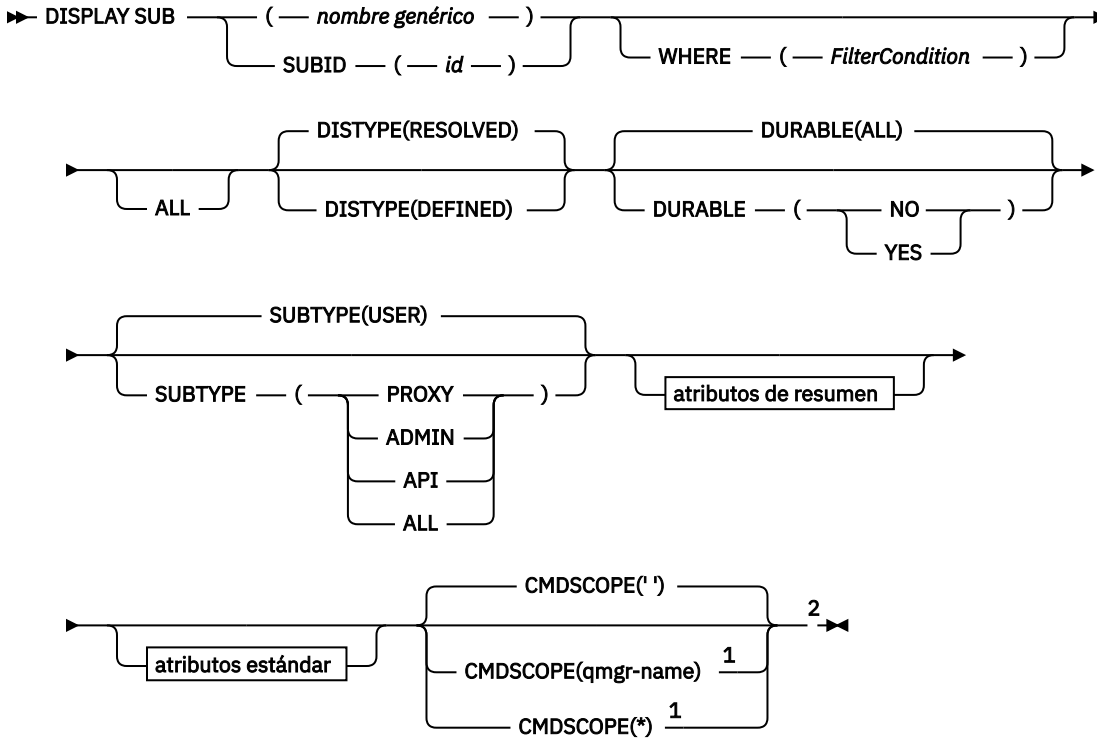 DISPLAY SUB ( nombre genérico )
SUBID ( id )
WHERE ( FilterCondition )
ALL
DISTYPE(RESOLVED)
DISTYPE(DEFINED)
DURABLE(ALL)
DURABLE ( NO )
YES
SUBTYPE(USER)
SUBTYPE ( PROXY )
ADMIN
API
ALL
atributos de resumen
atributos estándar
CMDSCOPE(' ')
CMDSCOPE(qmgr-name) 1
CMDSCOPE(*) 1
2